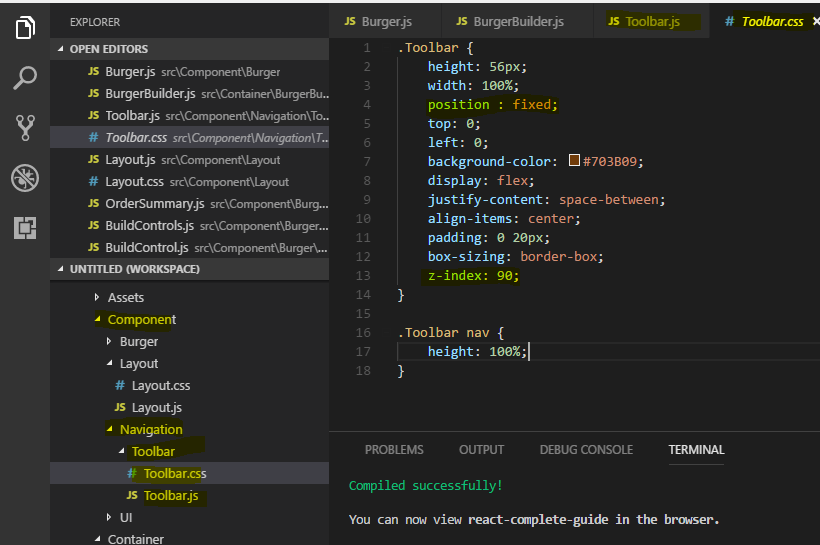 EXPLORER
OPEN EDITORS
JS Burger.js src\Component\Burger
JS BurgerBuilder.js src\Container\BurgerBu...
JS Toolbar.js src\Component\Navigation\To...
# Toolbar.css src\Component\Navigation\T...
JS Layout.js src\Component\Layout
# Layout.css src\Component\Layout
JS OrderSummary.js src\Component\Burg...
JS BuildControls.js src\Component\Burger...
JS BuildControl.js src\Component\Burger\...
UNTITLED (WORKSPACE)
Assets
Component
Burger
Layout
# Layout.css
JS Layout.js
Navigation
Toolbar
# Toolbar.css
JS Toolbar.js
UI
Container
JS Burger.js
JS BurgerBuilder.js
JS Toolbar.js
# Toolbar.css
1 .Toolbar {
2 height: 56px;
3 width: 100%;
4 position : fixed;
5 top: 0;
6 left: 0;
7 background-color: #703B09;
8 display: flex;
9 justify-content: space-between;
10 align-items: center;
11 padding: 0 20px;
12 box-sizing: border-box;
13 z-index: 90;
14 }
15
16 .Toolbar nav {
17 height: 100%;
18 }
PROBLEMS OUTPUT DEBUG CONSOLE TERMINAL
Compiled successfully!
You can now view react-complete-guide in the browser.